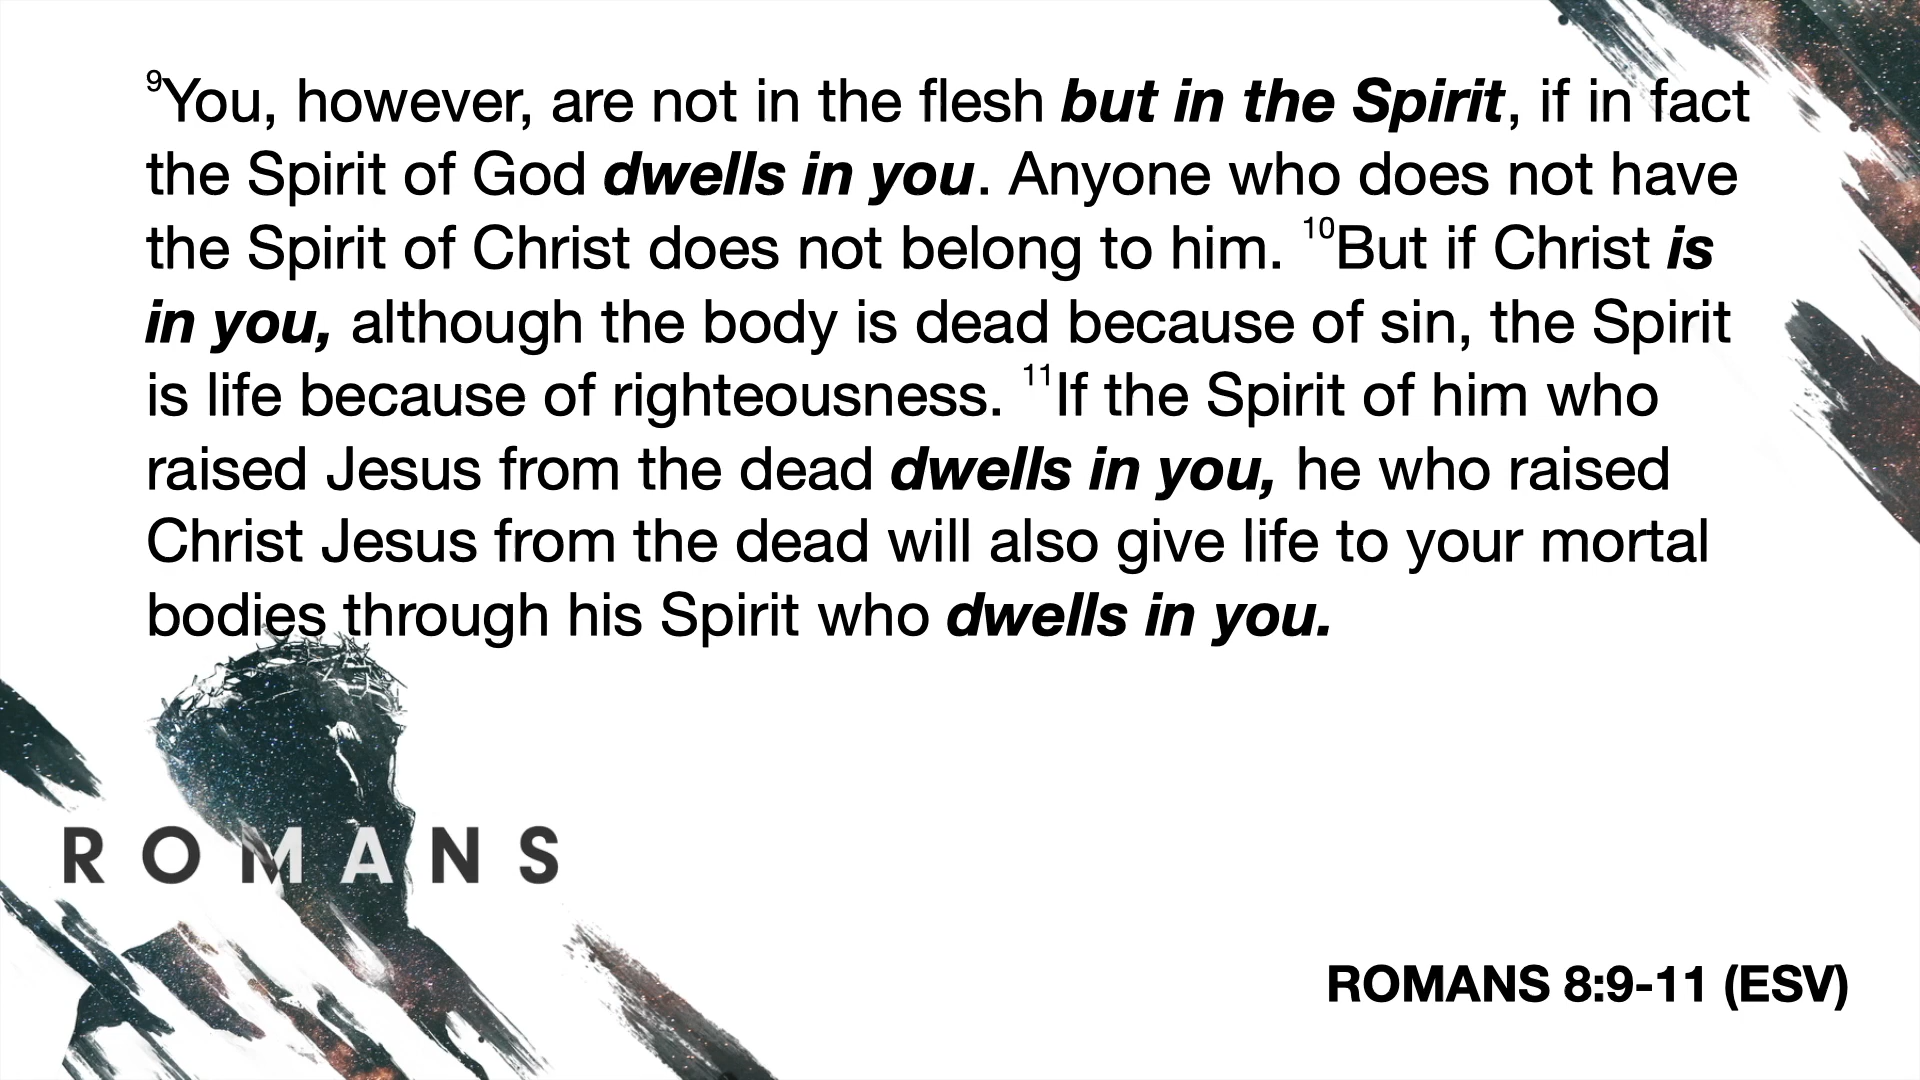 ⁹You, however, are not in the flesh but in the Spirit, if in fact
the Spirit of God dwells in you. Anyone who does not have
the Spirit of Christ does not belong to him. ¹⁰But if Christ is
in you, although the body is dead because of sin, the Spirit
is life because of righteousness. ¹¹If the Spirit of him who
raised Jesus from the dead dwells in you, he who raised
Christ Jesus from the dead will also give life to your mortal
bodies through his Spirit who dwells in you.
ROMANS
ROMANS 8:9-11 (ESV)